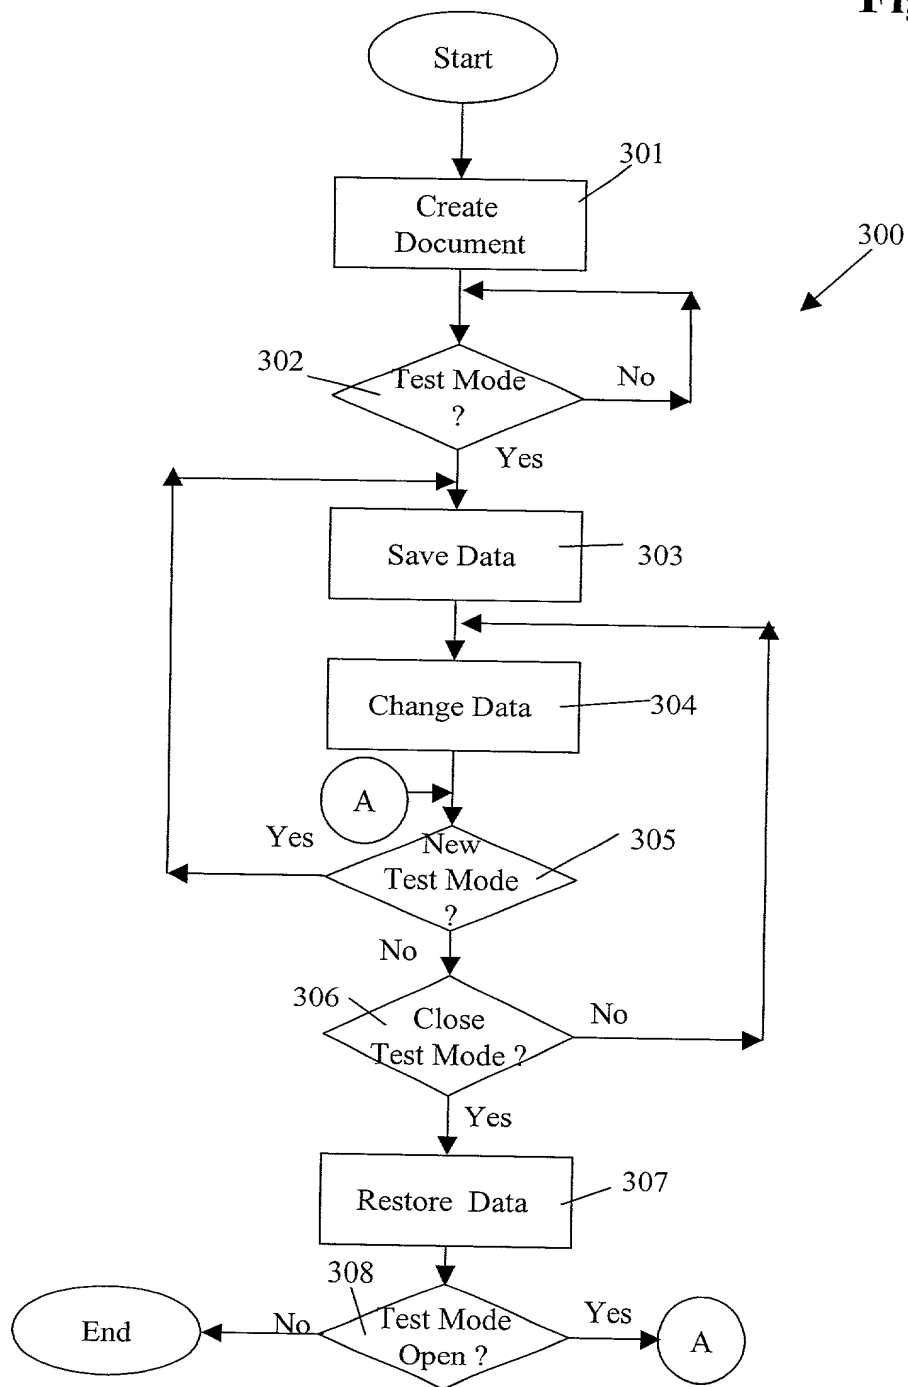 Start
301
Create
Document
300
302
Test Mode
?
No
Yes
Save Data
303
Change Data
304
A
Yes
New
Test Mode
?
305
No
306
Close
Test Mode ?
No
Yes
Restore Data
307
308
End
No
Test Mode
Open ?
Yes
A